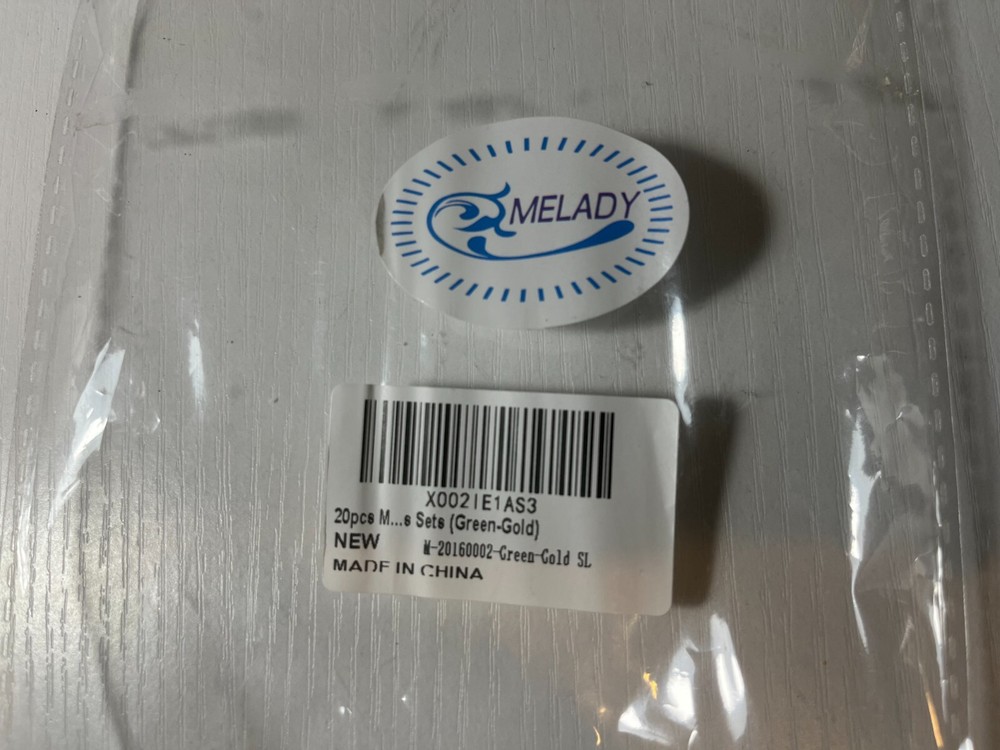 MELADY
X002IE1AS3
20pcs M...s Sets (Green-Gold)
NEW
M-20160002-Green-Gold SL
MADE IN CHINA